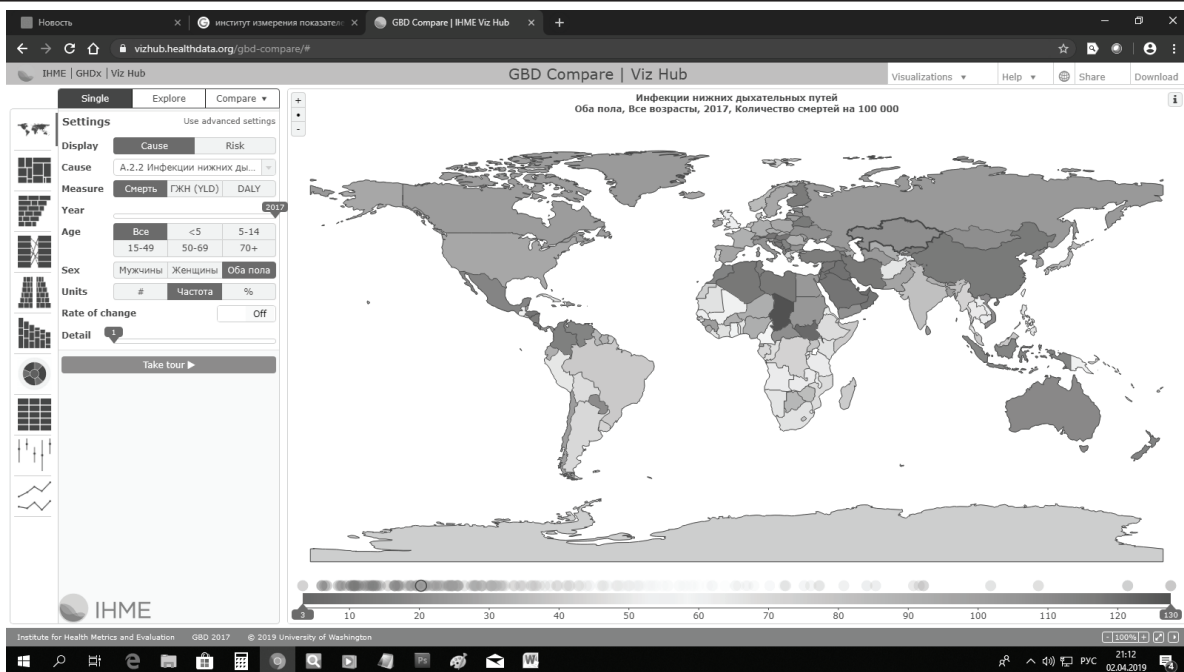 Новость
институт измерения показателе
GBD Compare | IHME Viz Hub
vizhub.healthdata.org/gbd-compare/#
IHME | GHDx | Viz Hub
GBD Compare | Viz Hub
Visualizations
Help
Share
Download
Single Explore Compare
Settings Use advanced settings
Display Cause Risk
Cause A.2.2 Инфекции нижних ды...
Measure Смерть ГЖН (YLD) DALY
Year 2017
Age Все <5 5-14
15-49 50-69 70+
Sex Мужчины Женщины Оба пола
Units # Частота %
Rate of change Off
Detail 1
Take tour
IHME
+
-
Инфекции нижних дыхательных путей
Оба пола, Все возрасты, 2017, Количество смертей на 100 000
i
3 10 20 30 40 50 60 70 80 90 100 110 120 130
Institute for Health Metrics and Evaluation GBD 2017 © 2019 University of Washington
- 100% +
Ps
W
РУС
21:12
02.04.2019
4